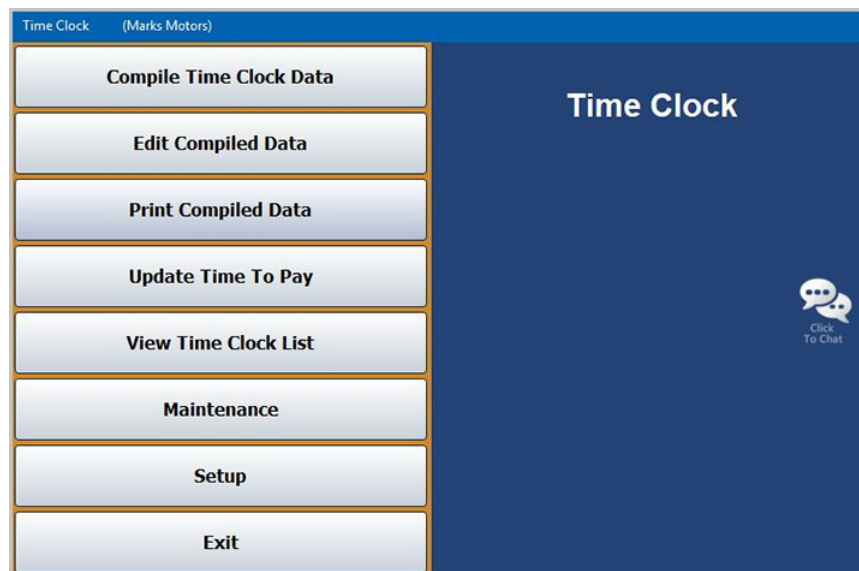 Time Clock (Marks Motors)
Compile Time Clock Data
Edit Compiled Data
Print Compiled Data
Update Time To Pay
View Time Clock List
Maintenance
Setup
Exit
Time Clock
Click
To Chat